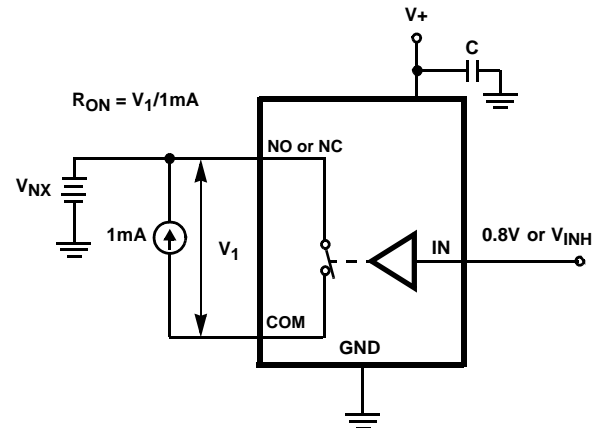 V+
C
R_ON = V_1/1mA
NO or NC
V_NX
1mA
V_1
IN
0.8V or V_INH
COM
GND